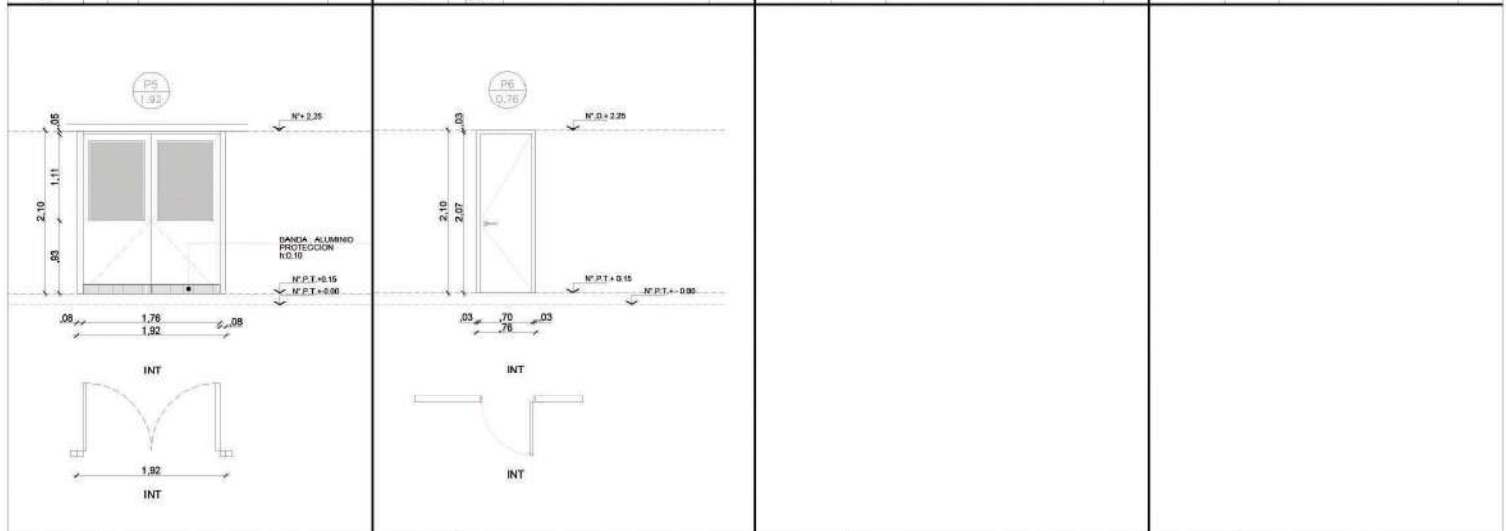 P5
1.92
N°+ 2,25
,05
1,11
2,10
,93
BANDA ALUMINIO
PROTECCION
h:0.10
N°.P.T.+0.15
N°.P.T.+-0.00
,08 1,76 ,08
1,92
INT
1,92
INT
P6
0.76
N°.D.+ 2.25
,03
2,10
2,07
N°.P.T.+ 0.15
N°.P.T.+ - 0.00
,03 ,70 ,03
,76
INT
INT